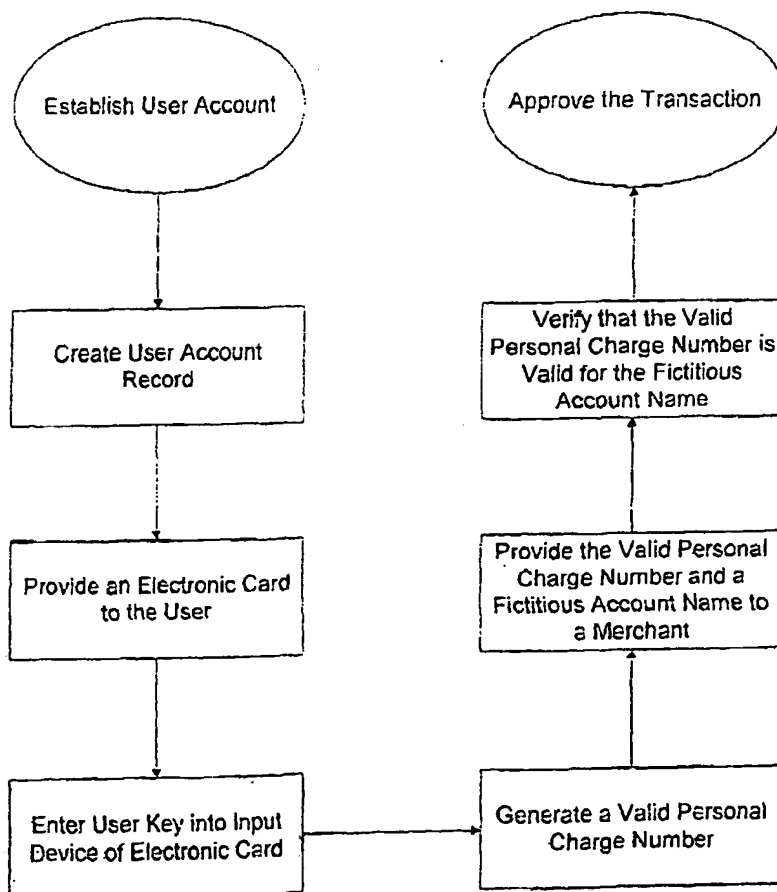 Establish User Account
Create User Account
Record
Provide an Electronic Card
to the User
Enter User Key into Input
Device of Electronic Card
Generate a Valid Personal
Charge Number
Provide the Valid Personal
Charge Number and a
Fictitious Account Name to
a Merchant
Verify that the Valid
Personal Charge Number is
Valid for the Fictitious
Account Name
Approve the Transaction